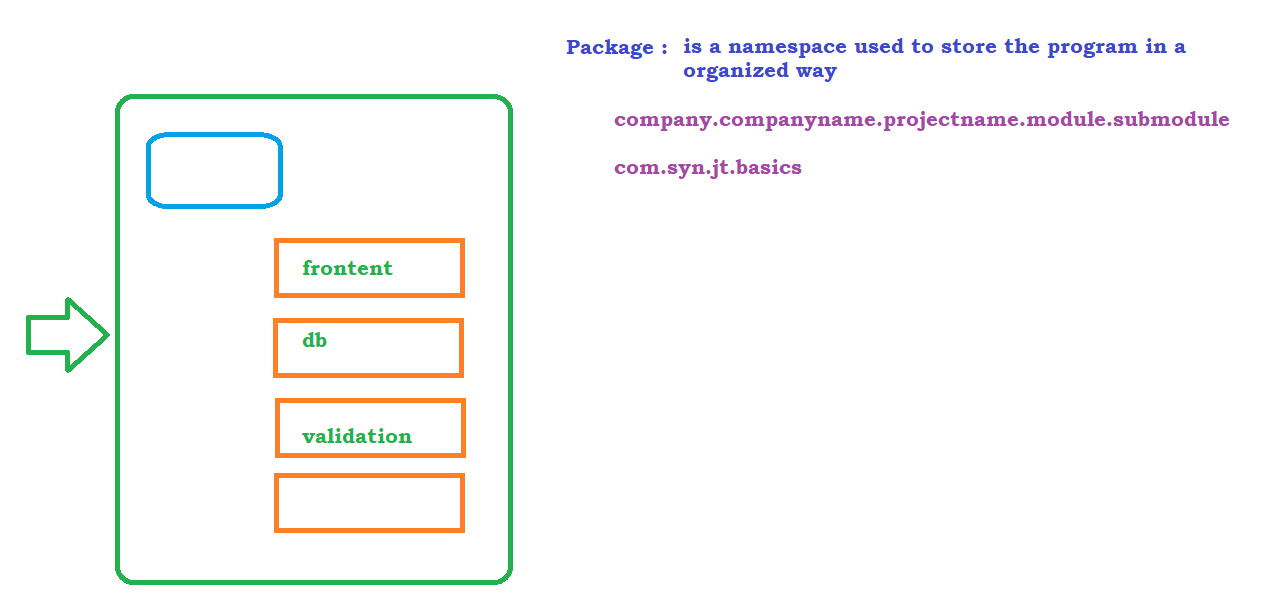 Package : is a namespace used to store the program in a
organized way
company.companyname.projectname.module.submodule
com.syn.jt.basics
frontent
db
validation